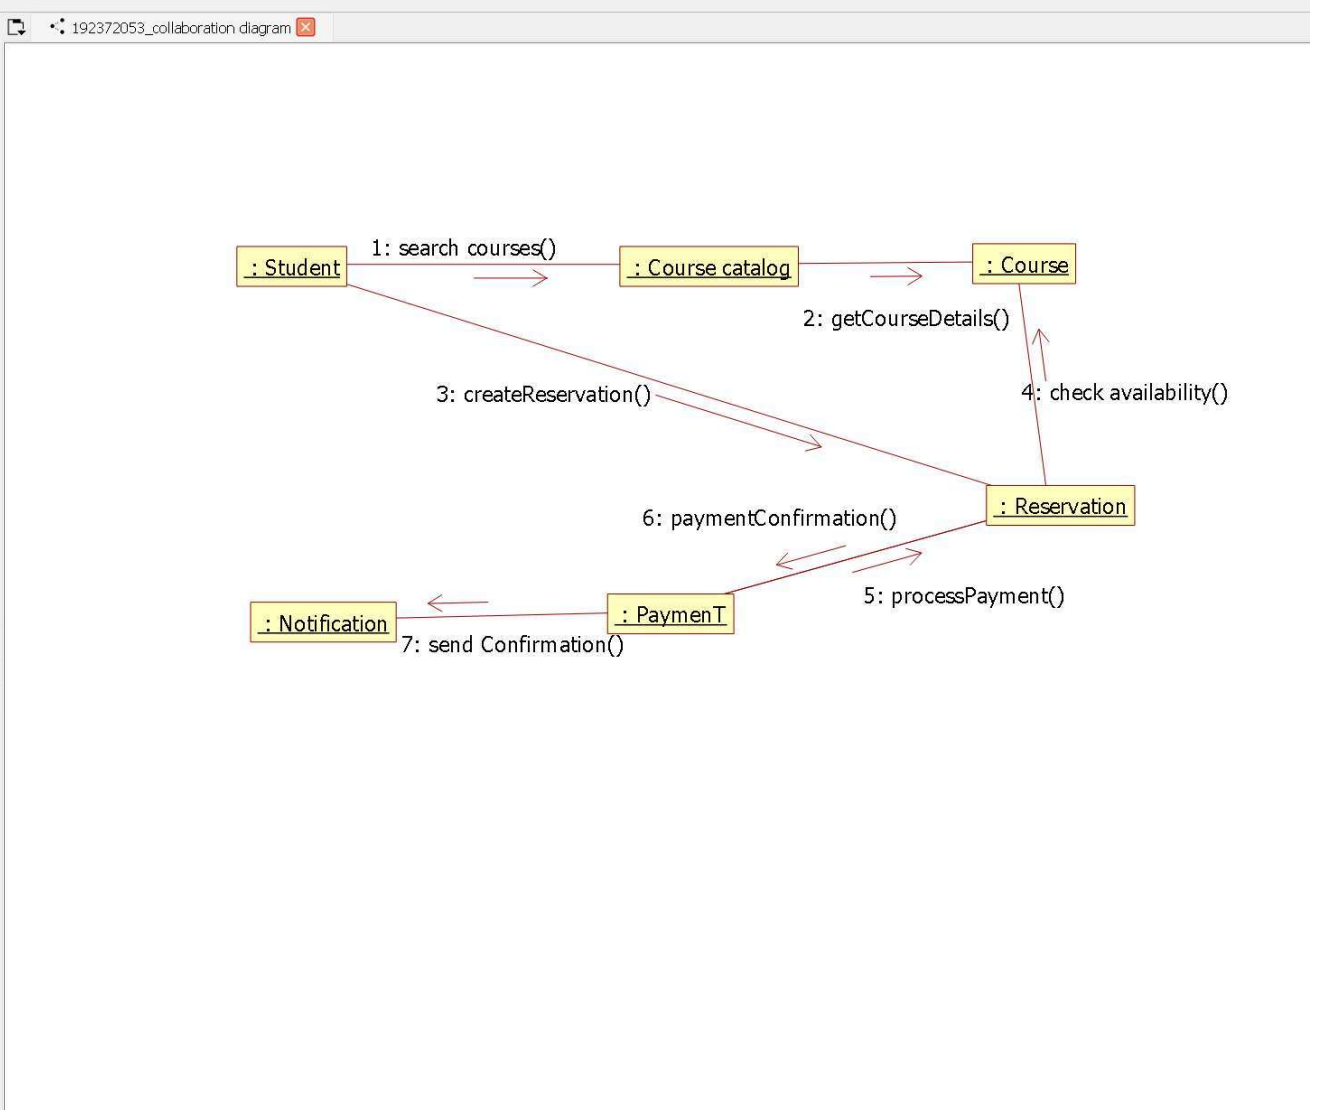 192372053_collaboration diagram
1: search courses()
: Student
: Course catalog
: Course
2: getCourseDetails()
3: createReservation()
4: check availability()
: Reservation
6: paymentConfirmation()
5: processPayment()
: Notification
: PaymenT
7: send Confirmation()